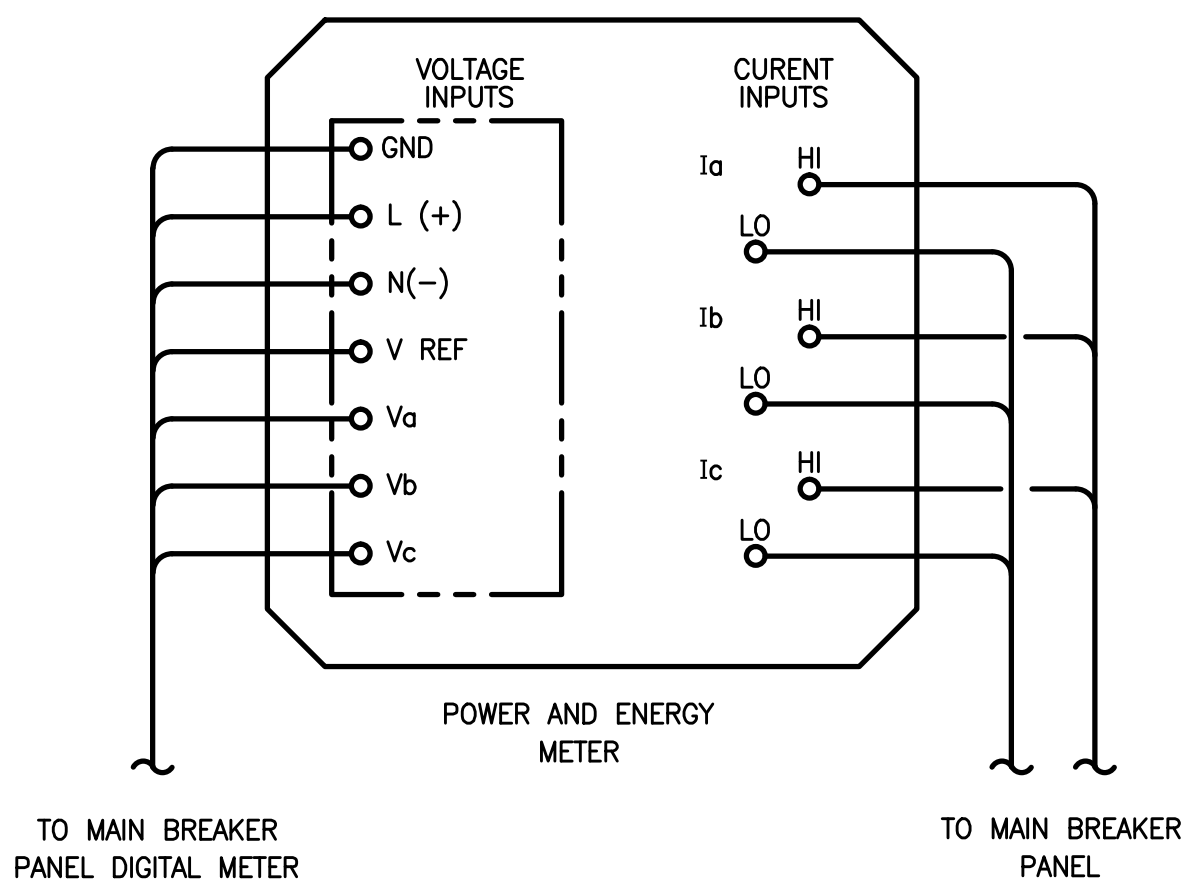 VOLTAGE
INPUTS
CURENT
INPUTS
GND
L (+)
N(-)
V REF
Va
Vb
Vc
Ia
HI
LO
Ib
HI
LO
Ic
HI
LO
POWER AND ENERGY
METER
TO MAIN BREAKER
PANEL DIGITAL METER
TO MAIN BREAKER
PANEL